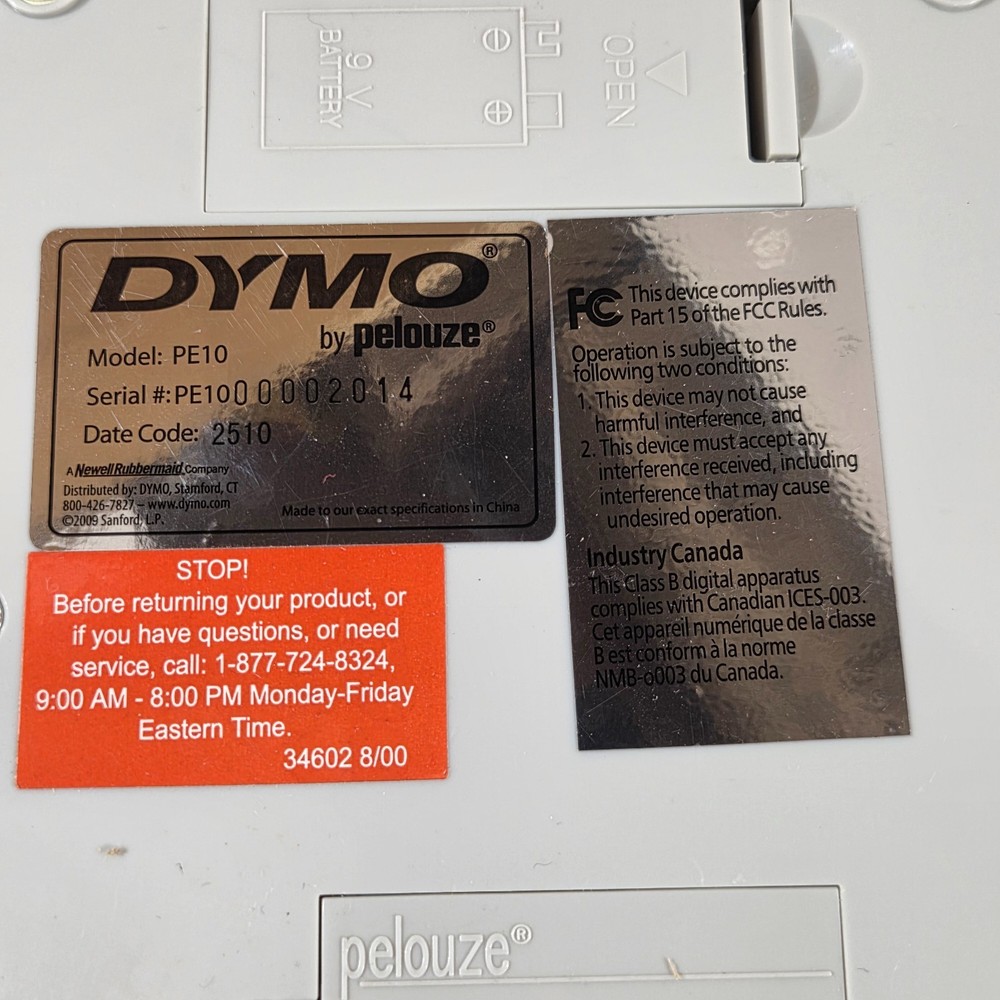 9 V
BATTERY
OPEN
DYMO®
by pelouze®
Model: PE10
Serial #: PE1000002014
Date Code: 2510
A Newell Rubbermaid Company
Distributed by: DYMO, Stamford, CT
800-426-7827 – www.dymo.com
©2009 Sanford, L.P.
Made to our exact specifications in China
FC This device complies with
Part 15 of the FCC Rules.
Operation is subject to the
following two conditions:
1. This device may not cause
harmful interference, and
2. This device must accept any
interference received, including
interference that may cause
undesired operation.
Industry Canada
This Class B digital apparatus
complies with Canadian ICES-003.
Cet appareil numérique de la classe
B est conform à la norme
NMB-003 du Canada.
STOP!
Before returning your product, or
if you have questions, or need
service, call: 1-877-724-8324,
9:00 AM - 8:00 PM Monday-Friday
Eastern Time.
34602 8/00
pelouze®